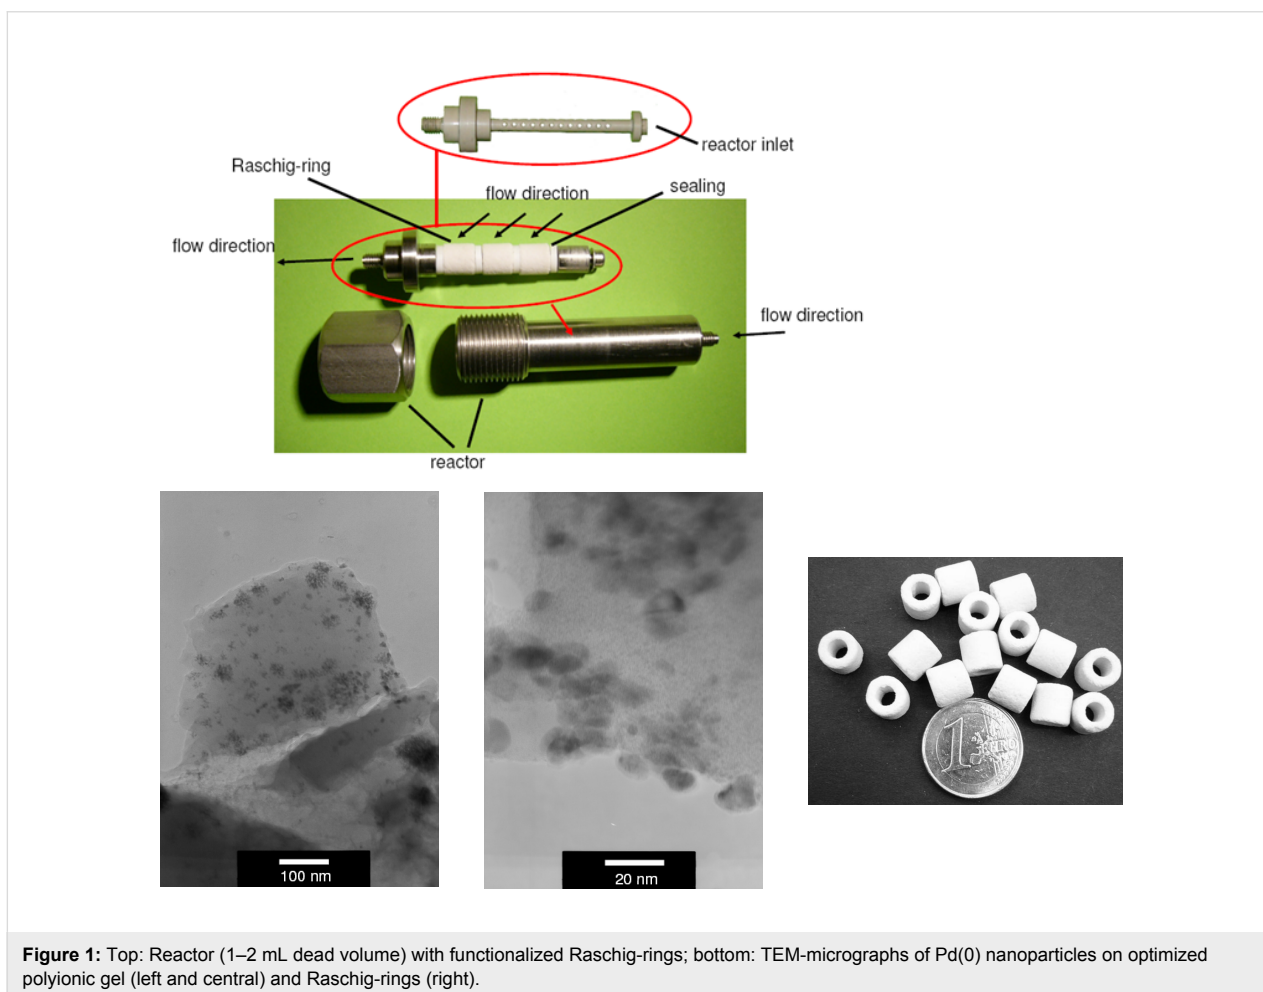 reactor inlet
Raschig-ring
flow direction
sealing
flow direction
flow direction
reactor
100 nm
20 nm
1
EURO
Figure 1: Top: Reactor (1–2 mL dead volume) with functionalized Raschig-rings; bottom: TEM-micrographs of Pd(0) nanoparticles on optimized
polyionic gel (left and central) and Raschig-rings (right).